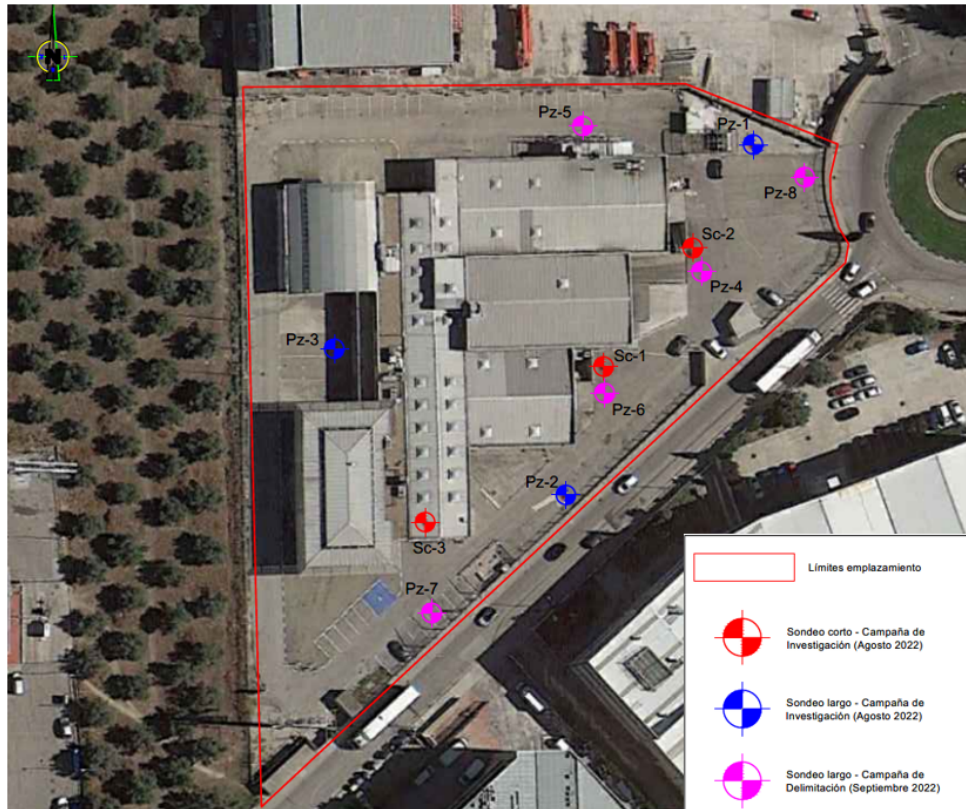 N
Pz-5
Pz-1
Pz-8
Sc-2
Pz-4
Pz-3
Sc-1
Pz-6
Pz-2
Sc-3
Pz-7
Límites emplazamiento
Sondeo corto - Campaña de
Investigación (Agosto 2022)
Sondeo largo - Campaña de
Investigación (Agosto 2022)
Sondeo largo - Campaña de
Delimitación (Septiembre 2022)